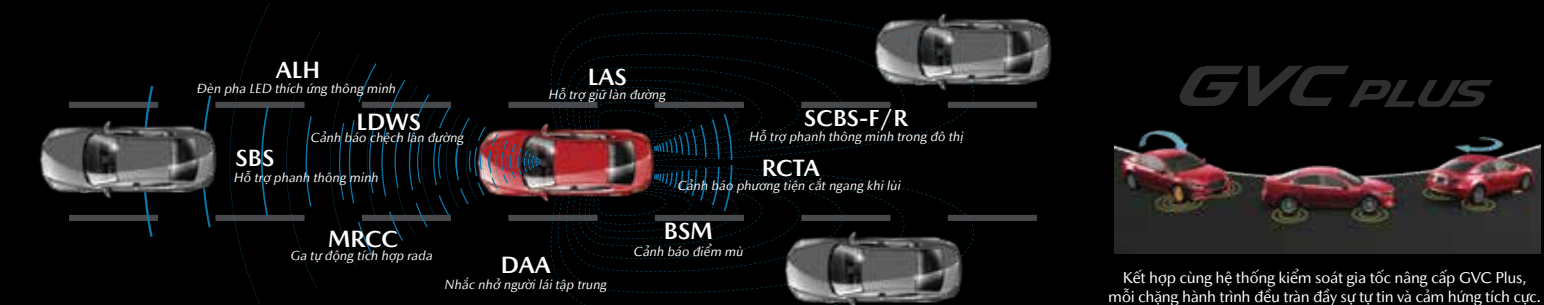 ALH
Đèn pha LED thích ứng thông minh
LAS
Hỗ trợ giữ làn đường
LDWS
Cảnh báo chệch làn đường
SCBS-F/R
Hỗ trợ phanh thông minh trong đô thị
SBS
Hỗ trợ phanh thông minh
RCTA
Cảnh báo phương tiện cắt ngang khi lùi
MRCC
Ga tự động tích hợp rada
BSM
Cảnh báo điểm mù
DAA
Nhắc nhở người lái tập trung
GVC PLUS
Kết hợp cùng hệ thống kiểm soát gia tốc nâng cấp GVC Plus,
mỗi chặng hành trình đều tràn đầy sự tự tin và cảm hứng tích cực.